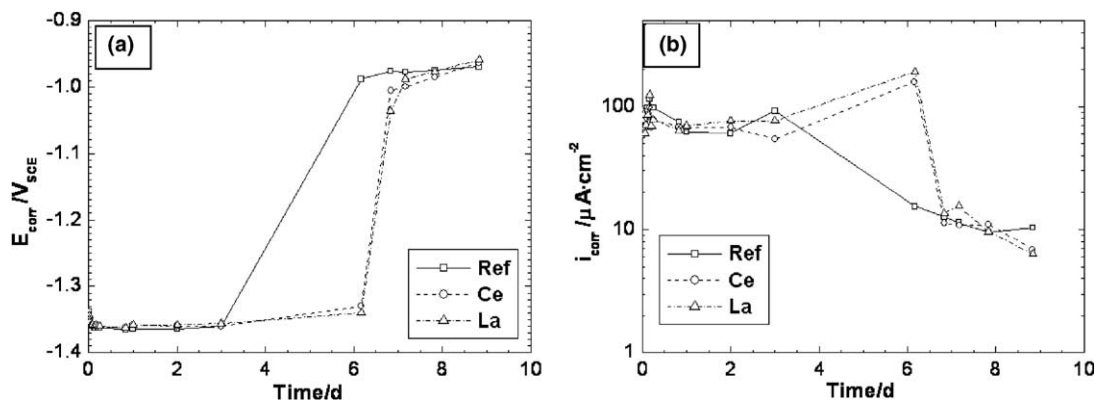 (a)
-0.9
-1.0
-1.1
-1.2
-1.3
-1.4
E_corr /V_SCE
Ref
Ce
La
0 2 4 6 8 10
Time/d
(b)
100
10
1
i_corr /μA·cm⁻²
Ref
Ce
La
0 2 4 6 8 10
Time/d